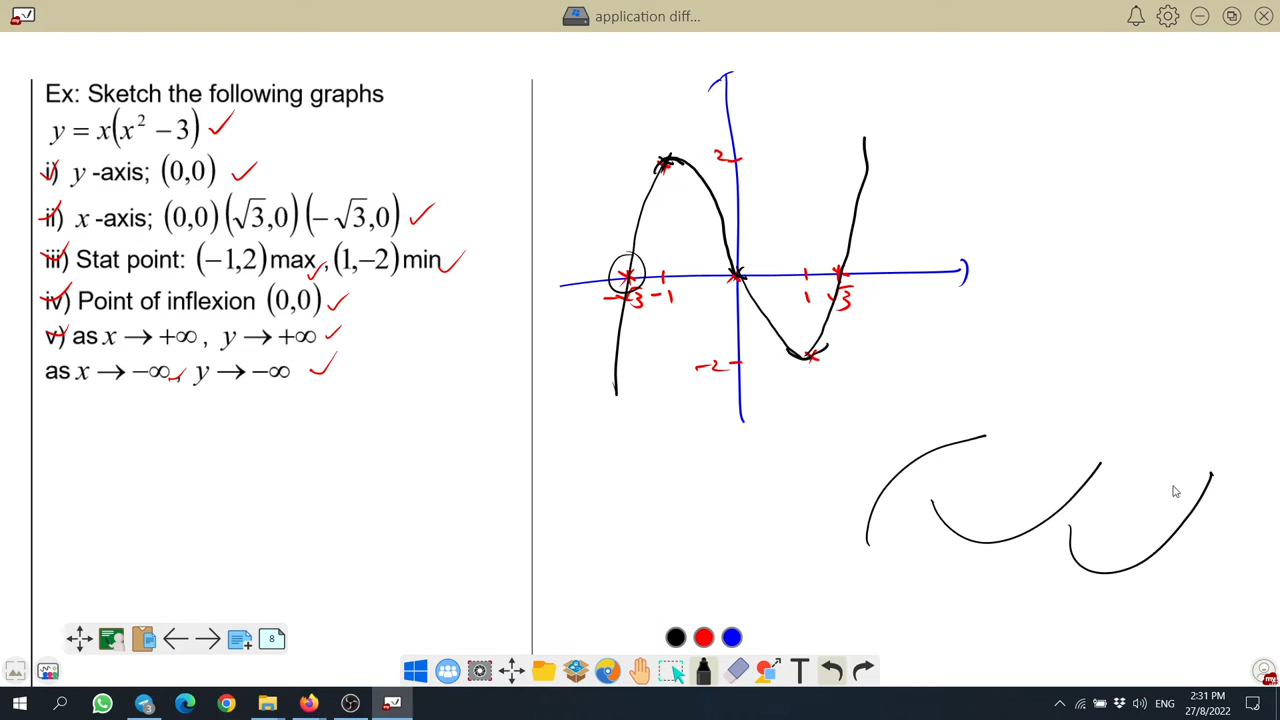 application diff...
Ex: Sketch the following graphs
y = x(x² − 3)
i) y -axis; (0,0)
ii) x -axis; (0,0)(√3,0)(−√3,0)
iii) Stat point: (−1,2) max , (1,−2) min
iv) Point of inflexion (0,0)
v) as x → +∞ , y → +∞
as x → −∞ , y → −∞
2
−√3 −1 1 √3
−2
8
T
ENG
2:31 PM
27/8/2022